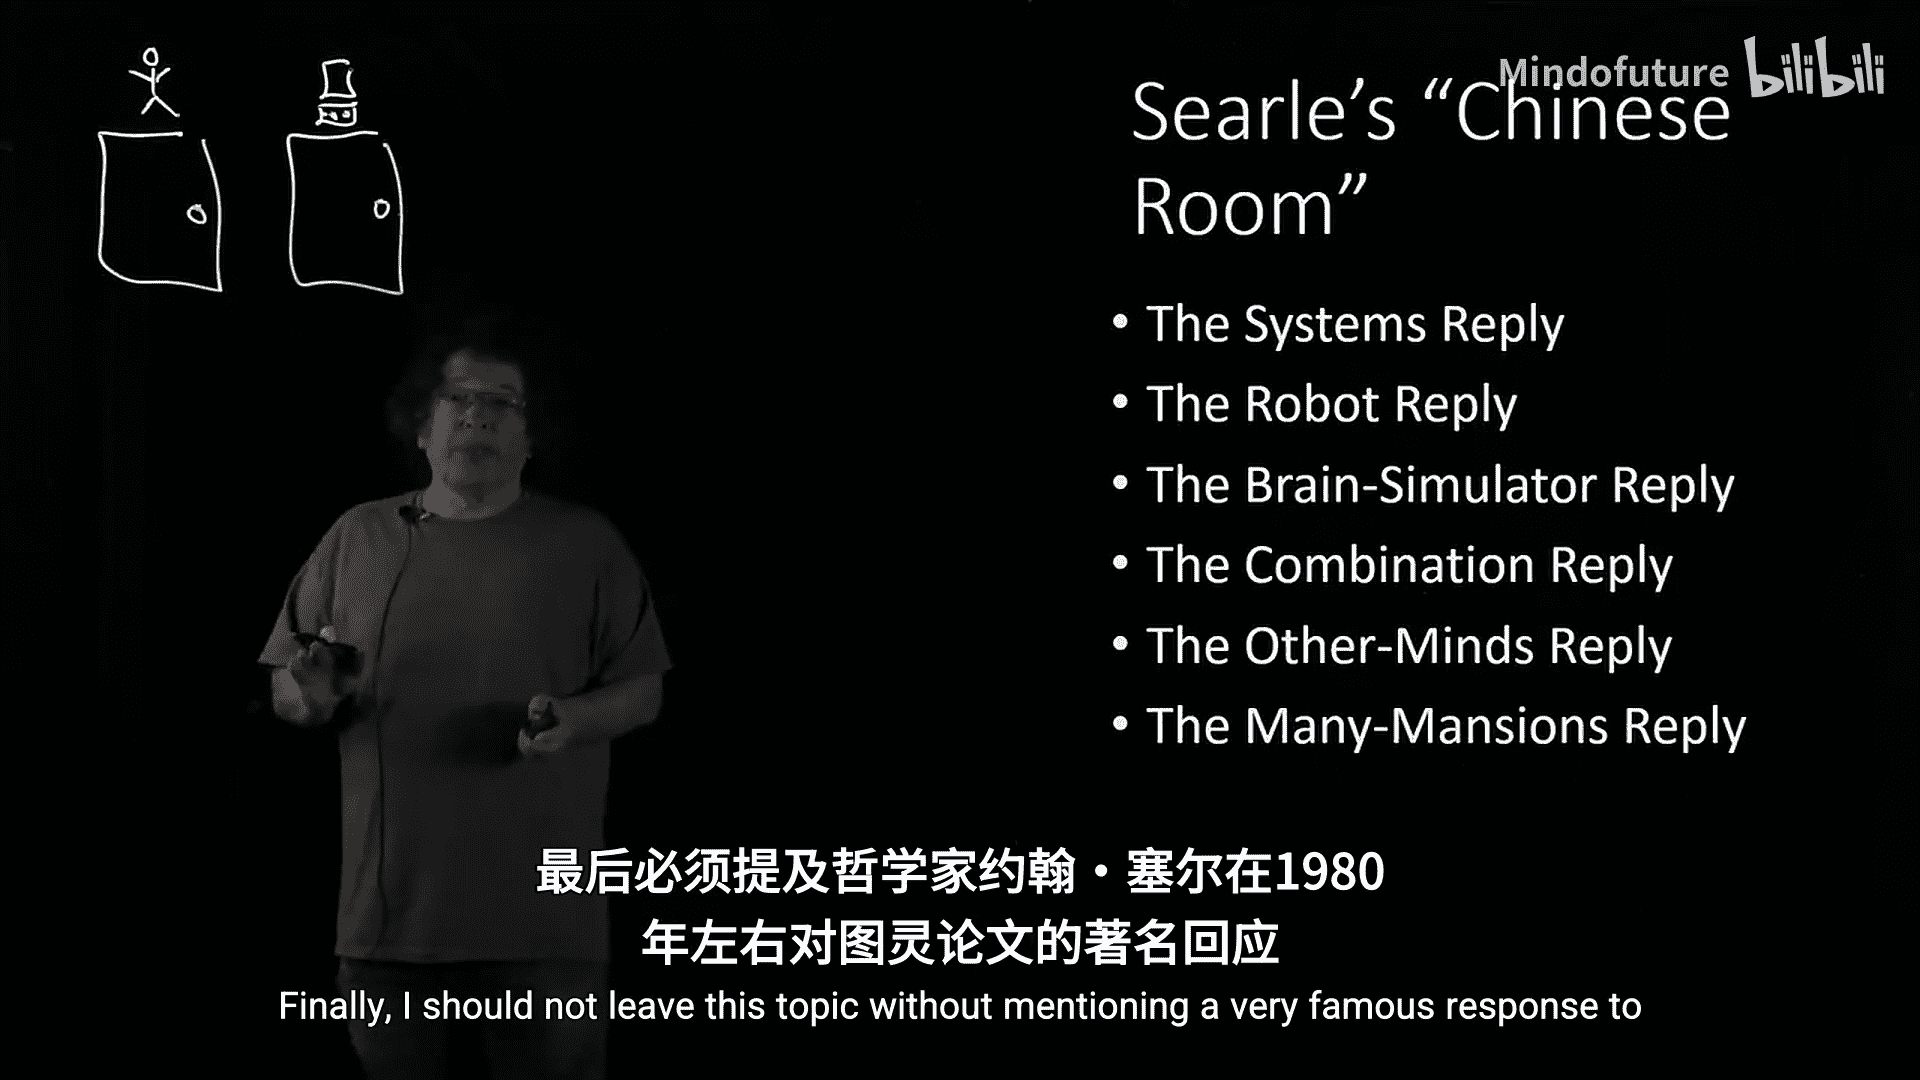 Mindofuture bilibili
Searle’s “Chinese
Room”
• The Systems Reply
• The Robot Reply
• The Brain-Simulator Reply
• The Combination Reply
• The Other-Minds Reply
• The Many-Mansions Reply
最后必须提及哲学家约翰·塞尔在1980
年左右对图灵论文的著名回应
Finally, I should not leave this topic without mentioning a very famous response to